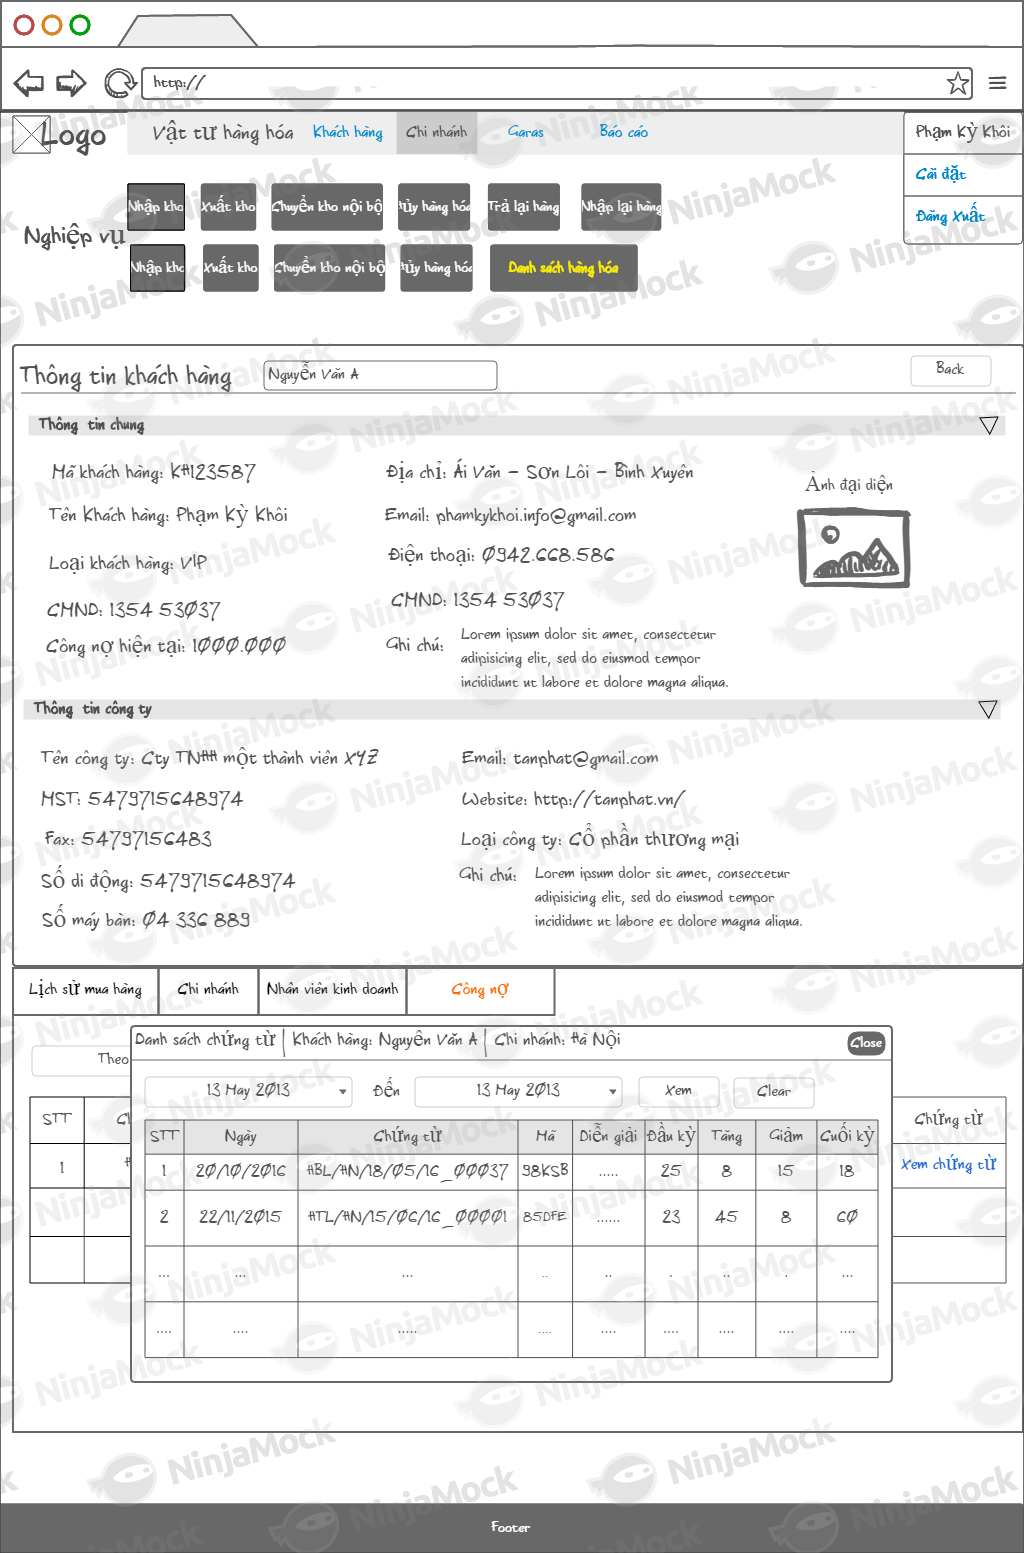 http://
Logo
Vật tư hàng hóa Khách hàng Chi nhánh Garas Báo cáo
Phạm Kỳ Khôi
Cài đặt
Đăng Xuất
Nghiệp vụ
Nhập kho Xuất kho Chuyển kho nội bộ Hủy hàng hóa Trả lại hàng Nhập lại hàng
Nhập kho Xuất kho Chuyển kho nội bộ Hủy hàng hóa Danh sách hàng hóa
Thông tin khách hàng Nguyễn Văn A Back
Thông tin chung
Mã khách hàng: KH123587
Tên Khách hàng: Phạm Kỳ Khôi
Loại khách hàng: VIP
CMND: 1354 53037
Công nợ hiện tại: 1000.000
Địa chỉ: Ái Văn - Sơn Lôi - Bình Xuyên
Email: phamkykhoi.info@gmail.com
Điện thoại: 0942.668.586
CMND: 1354 53037
Ghi chú: Lorem ipsum dolor sit amet, consectetur
adipisicing elit, sed do eiusmod tempor
incididunt ut labore et dolore magna aliqua.
Ảnh đại diện
Thông tin công ty
Tên công ty: Cty TNHH một thành viên XYZ
MST: 5479715648974
Fax: 54797156483
Số di động: 5479715648974
Số máy bàn: 04 336 889
Email: tanphat@gmail.com
Website: http://tanphat.vn/
Loại công ty: Cổ phần thương mại
Ghi chú: Lorem ipsum dolor sit amet, consectetur
adipisicing elit, sed do eiusmod tempor
incididunt ut labore et dolore magna aliqua.
Lịch sử mua hàng Chi nhánh Nhân viên kinh doanh Công nợ
Theo
STT Chứng từ
1 Xem chứng từ
Danh sách chứng từ | Khách hàng: Nguyên Văn A | Chi nhánh: Hà Nội Close
13 May 2013 Đến 13 May 2013 Xem Clear
STT Ngày Chứng từ Mã Diễn giải Đầu kỳ Tăng Giảm Cuối kỳ
1 20/10/2016 HBL/HN/18/05/16_00037 98KSB ..... 25 8 15 18
2 22/11/2015 HTL/HN/15/06/16_00001 85DFE ...... 23 45 8 60
... ... ... .. .. . .. . ...
.... .... ..... .... .... .... .... .... ....
Footer
NinjaMock